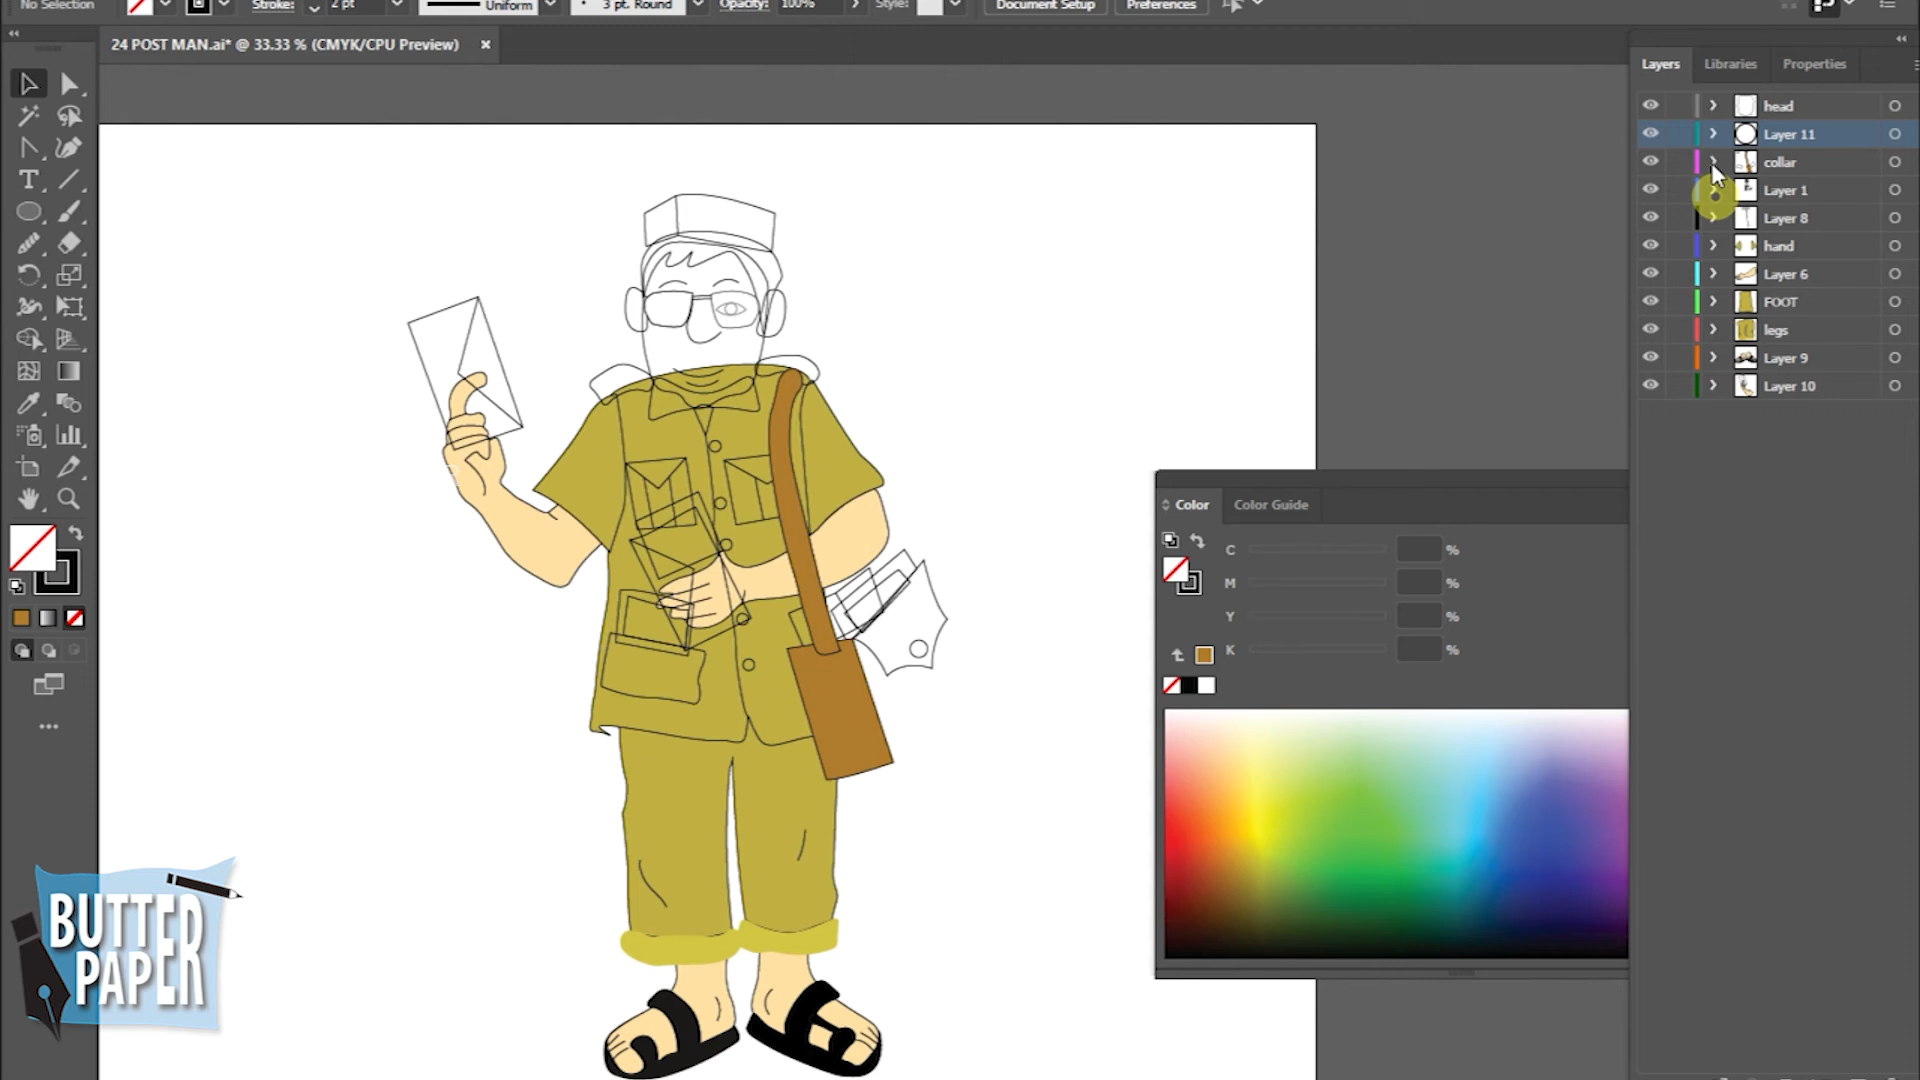 No Selection Stroke: 2 pt Uniform 3 pt. Round Opacity: 100% Style: Document Setup Preferences
24 POST MAN.ai* @ 33.33 % (CMYK/CPU Preview) ×
Layers Libraries Properties
head
Layer 11
collar
Layer 1
Layer 8
hand
Layer 6
FOOT
legs
Layer 9
Layer 10
Color Color Guide
C %
M %
Y %
K %
BUTTER
PAPER